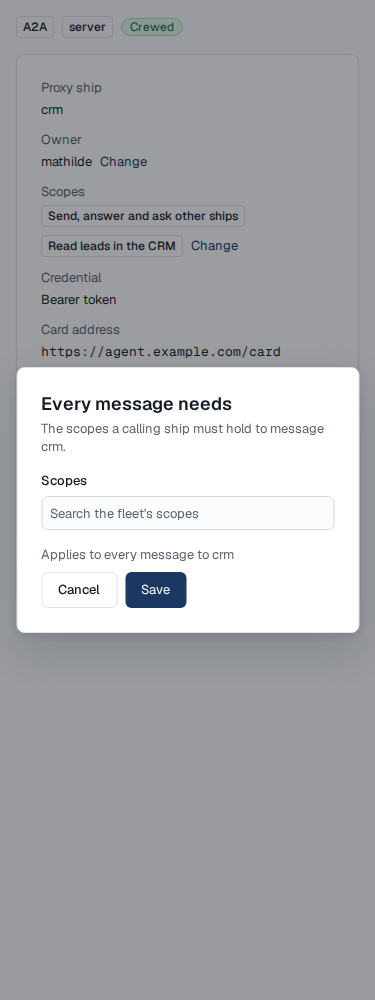 A2A server Crewed
Proxy ship
crm
Owner
mathilde Change
Scopes
Send, answer and ask other ships
Read leads in the CRM Change
Credential
Bearer token
Card address
https://agent.example.com/card
Every message needs
The scopes a calling ship must hold to message
crm.
Scopes
Search the fleet's scopes
Applies to every message to crm
Cancel Save